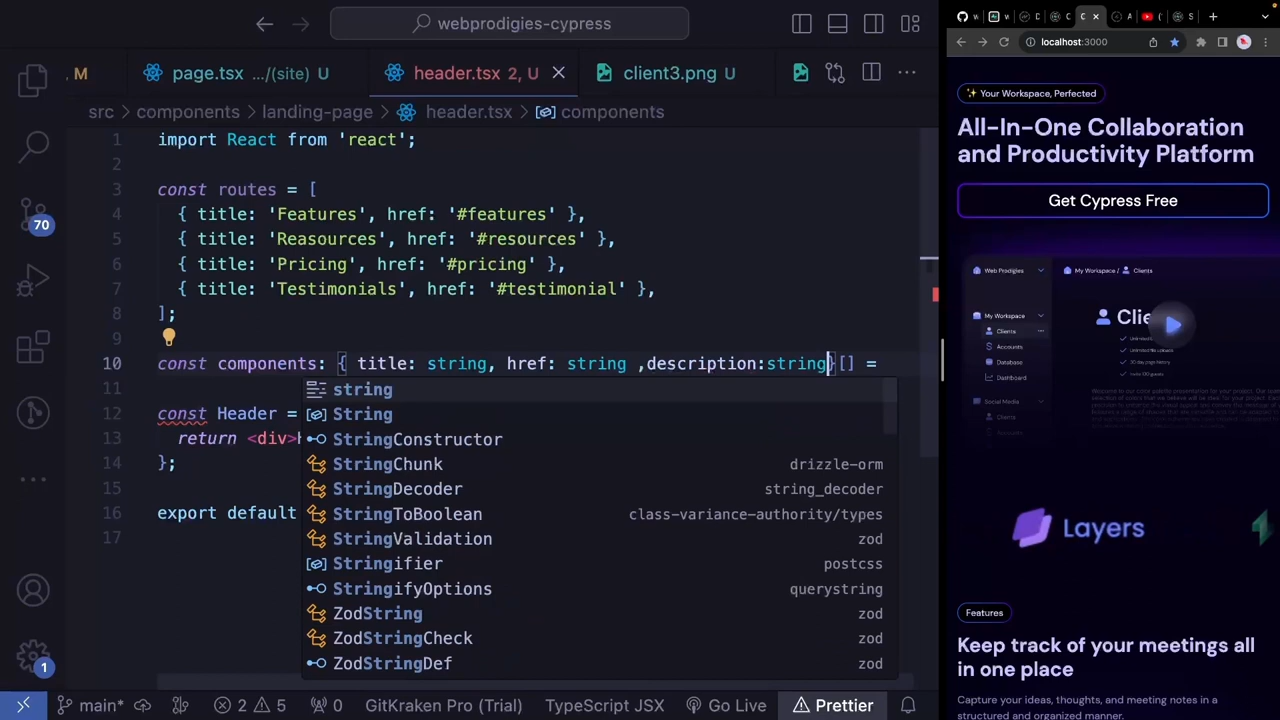 webprodigies-cypress
. M
page.tsx .../(site) U
header.tsx 2, U
client3.png U
src > components > landing-page > header.tsx > components
1 import React from 'react';
2
3 const routes = [
4 { title: 'Features', href: '#features' },
5 { title: 'Reasources', href: '#resources' },
6 { title: 'Pricing', href: '#pricing' },
7 { title: 'Testimonials', href: '#testimonial' },
8 ];
9
10 const components: { title: string, href: string ,description:string}[] =
11
12 const Header =
13 return <div>H
14 };
15
16 export default
17
string
String
StringConstructor
StringChunk drizzle-orm
StringDecoder string_decoder
StringToBoolean class-variance-authority/types
StringValidation zod
Stringifier postcss
StringifyOptions querystring
ZodString zod
ZodStringCheck zod
ZodStringDef zod
70
1
main* 2 5 0 GitKraken Pro (Trial) TypeScript JSX Go Live Prettier
localhost:3000
✨ Your Workspace, Perfected
All-In-One Collaboration
and Productivity Platform
Get Cypress Free
Web Prodigies
My Workspace / Clients
My Workspace
Clients
Accounts
Database
Dashboard
Social Media
Clients
Clie
Layers
Features
Keep track of your meetings all
in one place
Capture your ideas, thoughts, and meeting notes in a
structured and organized manner.